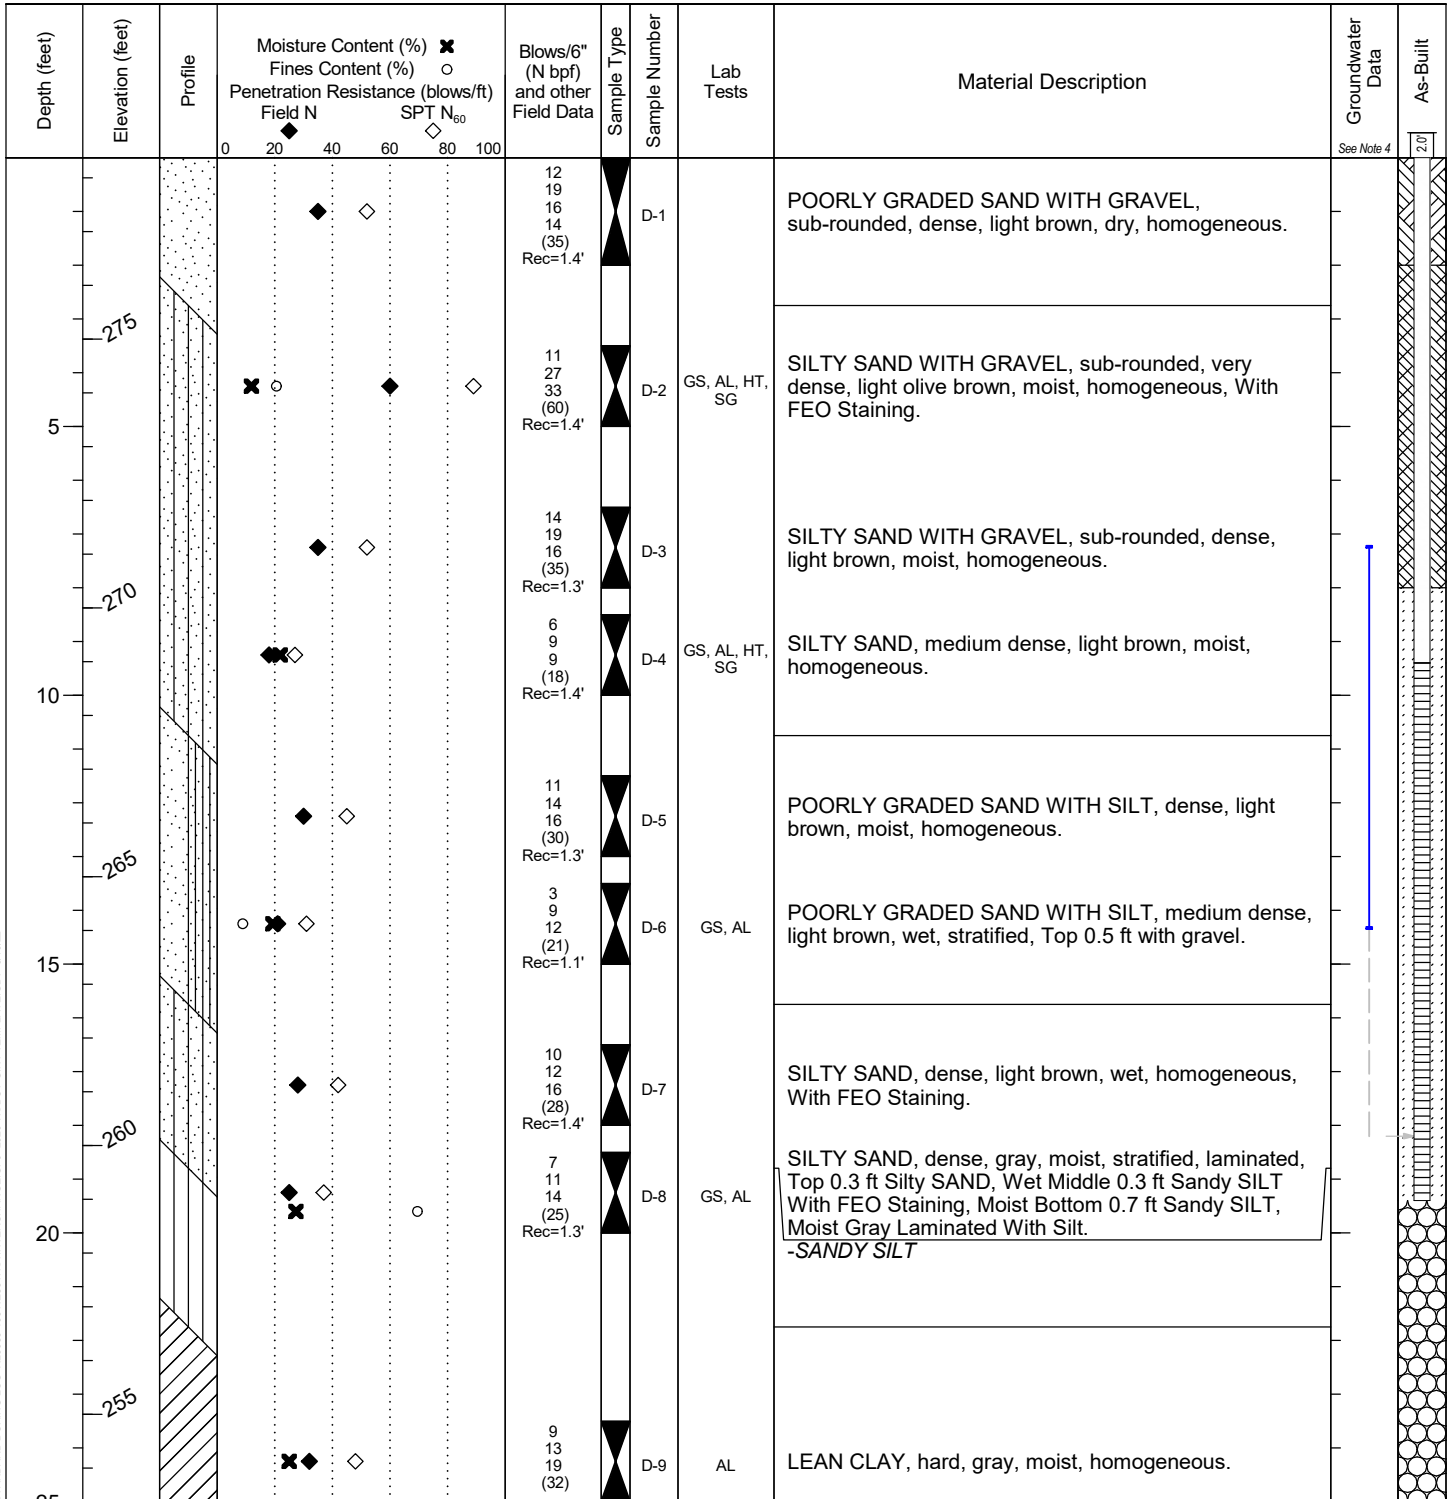 Depth (feet)
Elevation (feet)
Profile
Moisture Content (%)
Fines Content (%)
Penetration Resistance (blows/ft)
Field N SPT N60
0 20 40 60 80 100
Blows/6"
(N bpf)
and other
Field Data
Sample Type
Sample Number
Lab
Tests
Material Description
Groundwater
Data
See Note 4
As-Built
2.0'
12
19
16
14
(35)
Rec=1.4'
D-1
POORLY GRADED SAND WITH GRAVEL,
sub-rounded, dense, light brown, dry, homogeneous.
275
11
27
33
(60)
Rec=1.4'
D-2
GS, AL, HT,
SG
SILTY SAND WITH GRAVEL, sub-rounded, very
dense, light olive brown, moist, homogeneous, With
FEO Staining.
5
14
19
16
(35)
Rec=1.3'
D-3
SILTY SAND WITH GRAVEL, sub-rounded, dense,
light brown, moist, homogeneous.
270
6
9
9
(18)
Rec=1.4'
D-4
GS, AL, HT,
SG
SILTY SAND, medium dense, light brown, moist,
homogeneous.
10
11
14
16
(30)
Rec=1.3'
D-5
POORLY GRADED SAND WITH SILT, dense, light
brown, moist, homogeneous.
265
3
9
12
(21)
Rec=1.1'
D-6
GS, AL
POORLY GRADED SAND WITH SILT, medium dense,
light brown, wet, stratified, Top 0.5 ft with gravel.
15
10
12
16
(28)
Rec=1.4'
D-7
SILTY SAND, dense, light brown, wet, homogeneous,
With FEO Staining.
260
7
11
14
(25)
Rec=1.3'
D-8
GS, AL
SILTY SAND, dense, gray, moist, stratified, laminated,
Top 0.3 ft Silty SAND, Wet Middle 0.3 ft Sandy SILT
With FEO Staining, Moist Bottom 0.7 ft Sandy SILT,
Moist Gray Laminated With Silt.
-SANDY SILT
20
255
9
13
19
(32)
D-9
AL
LEAN CLAY, hard, gray, moist, homogeneous.